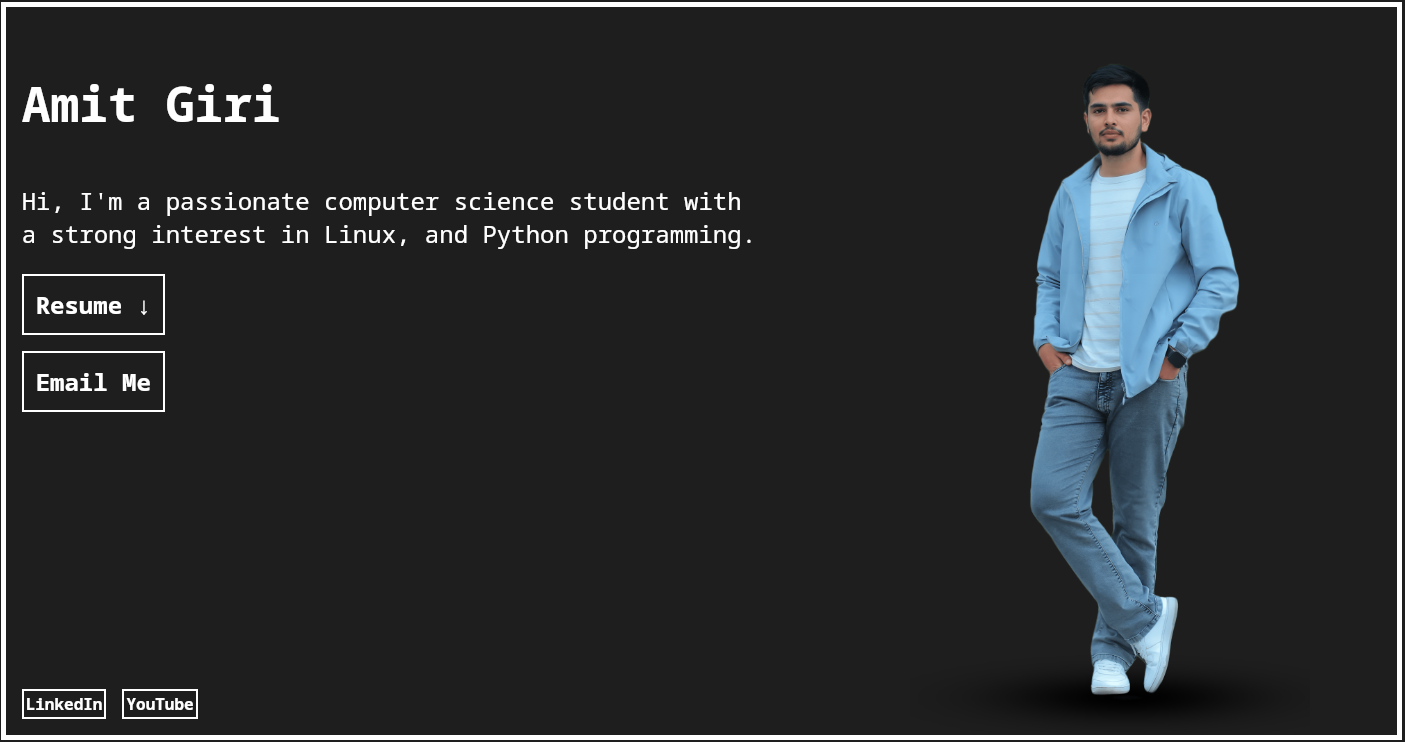 Amit Giri
Hi, I'm a passionate computer science student with
a strong interest in Linux, and Python programming.
Resume ↓
Email Me
LinkedIn YouTube